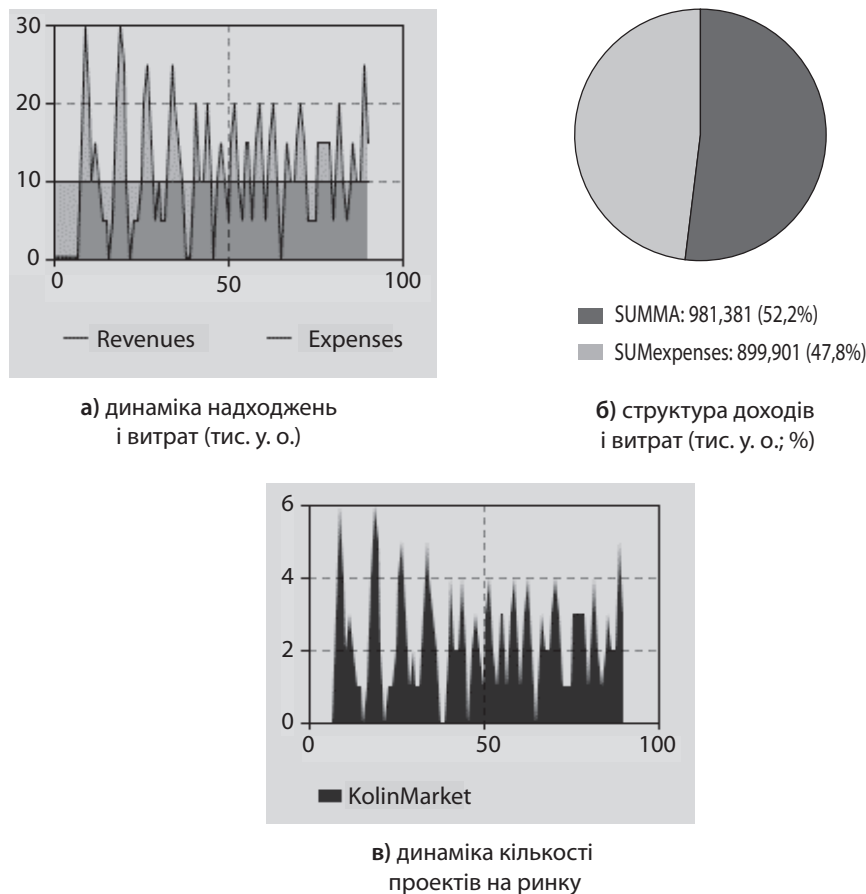 30
20
10
0
0
50
100
Revenues
Expenses
SUMMA: 981,381 (52,2%)
SUMexpenses: 899,901 (47,8%)
а) динаміка надходжень
і витрат (тис. у. о.)
б) структура доходів
і витрат (тис. у. о.; %)
6
4
2
0
0
50
100
KolinMarket
в) динаміка кількості
проектів на ринку